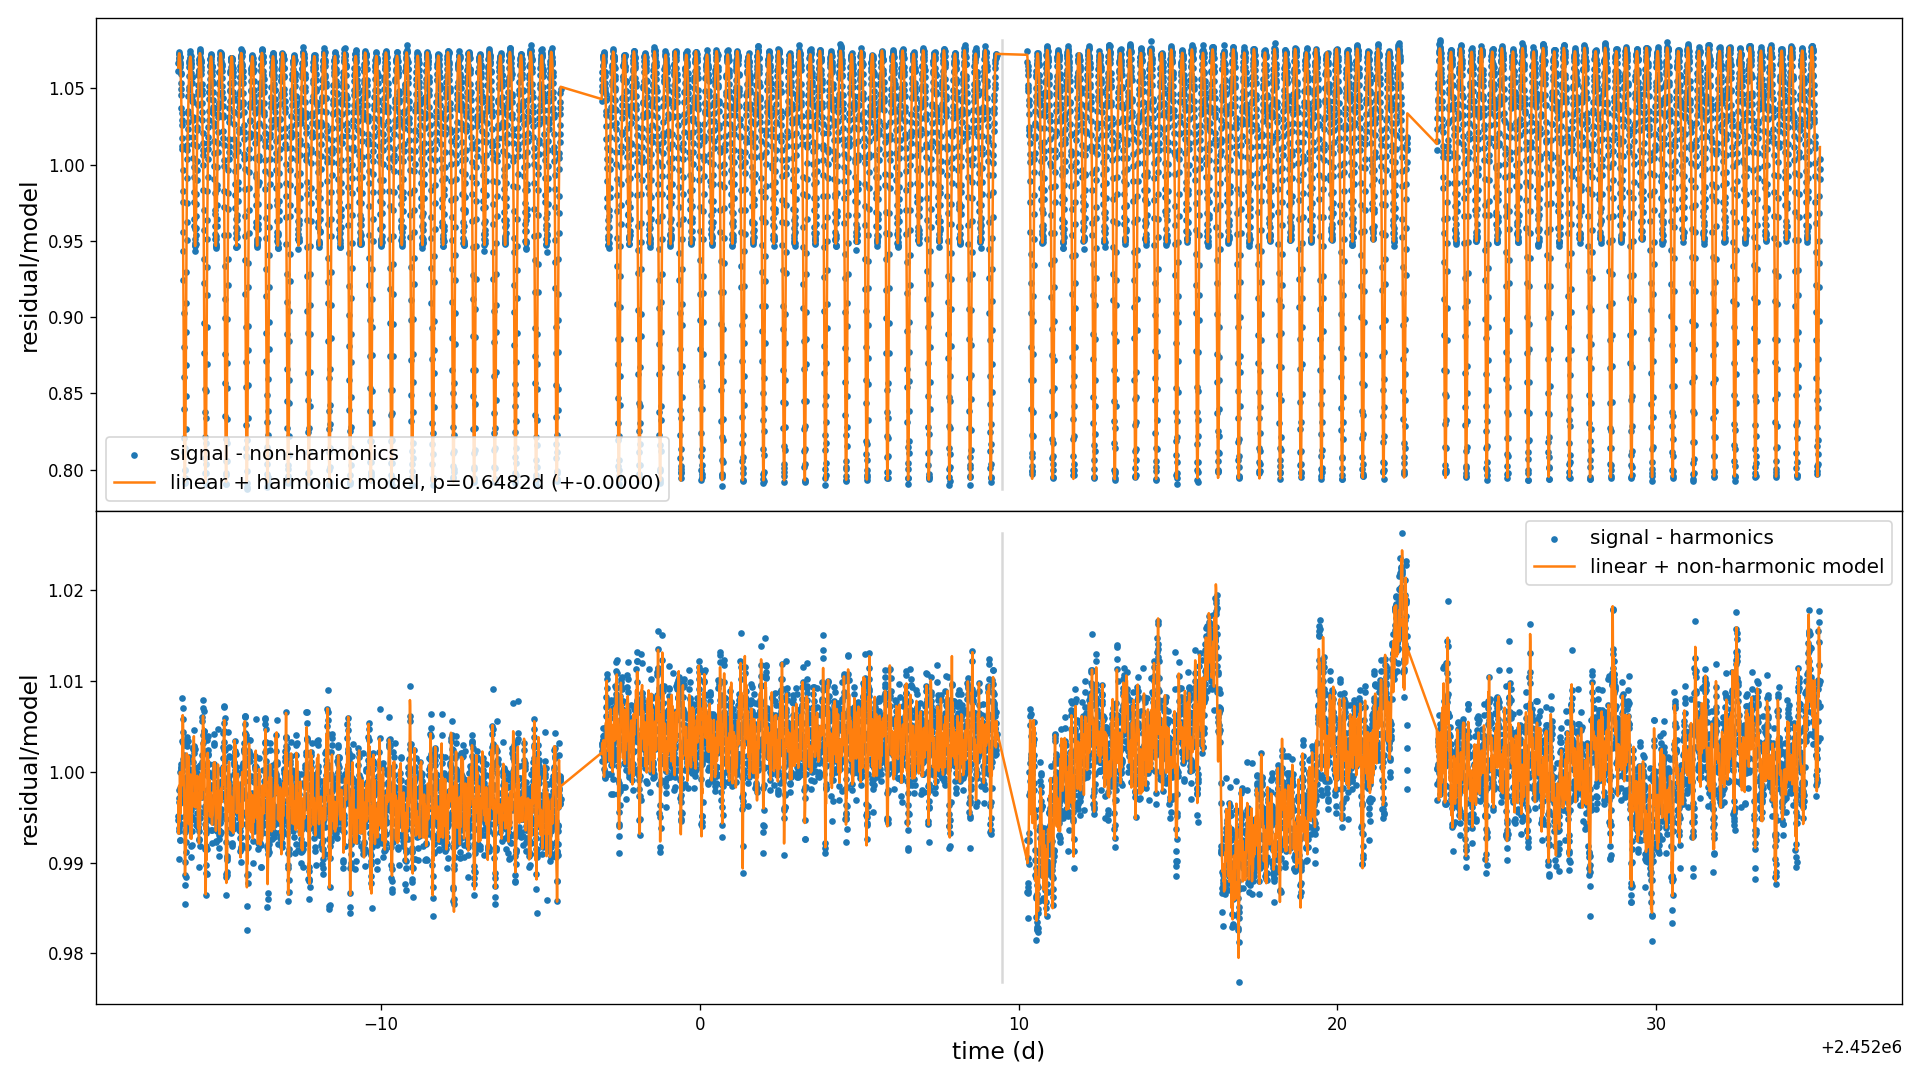 residual/model
1.05
1.00
0.95
0.90
0.85
0.80
signal - non-harmonics
linear + harmonic model, p=0.6482d (+-0.0000)
residual/model
1.02
1.01
1.00
0.99
0.98
signal - harmonics
linear + non-harmonic model
−10
0
10
20
30
time (d)
+2.452e6